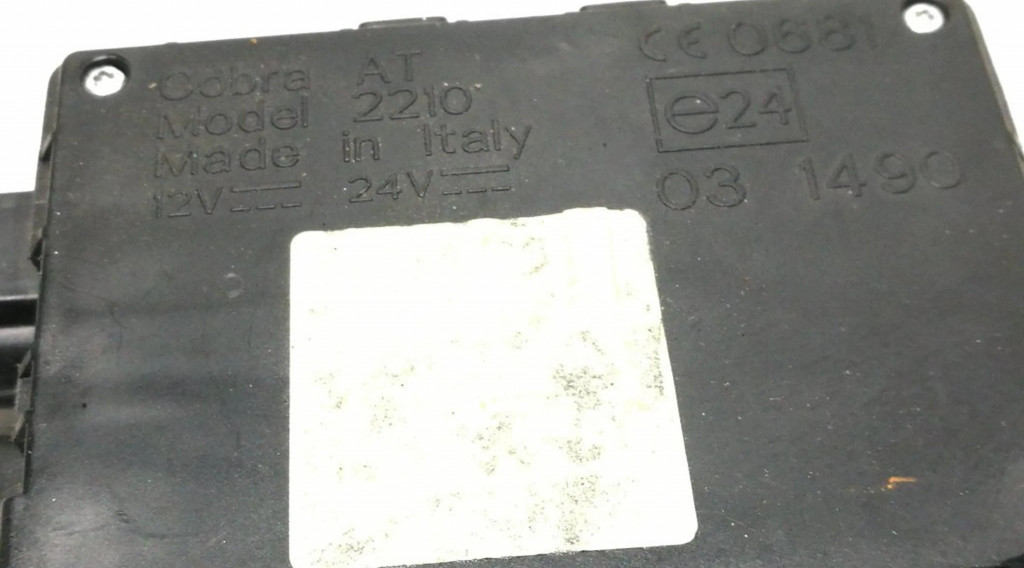 Cobra AT
Model 2210
Made in Italy
12V 24V
CE 0681
e24
03 1490